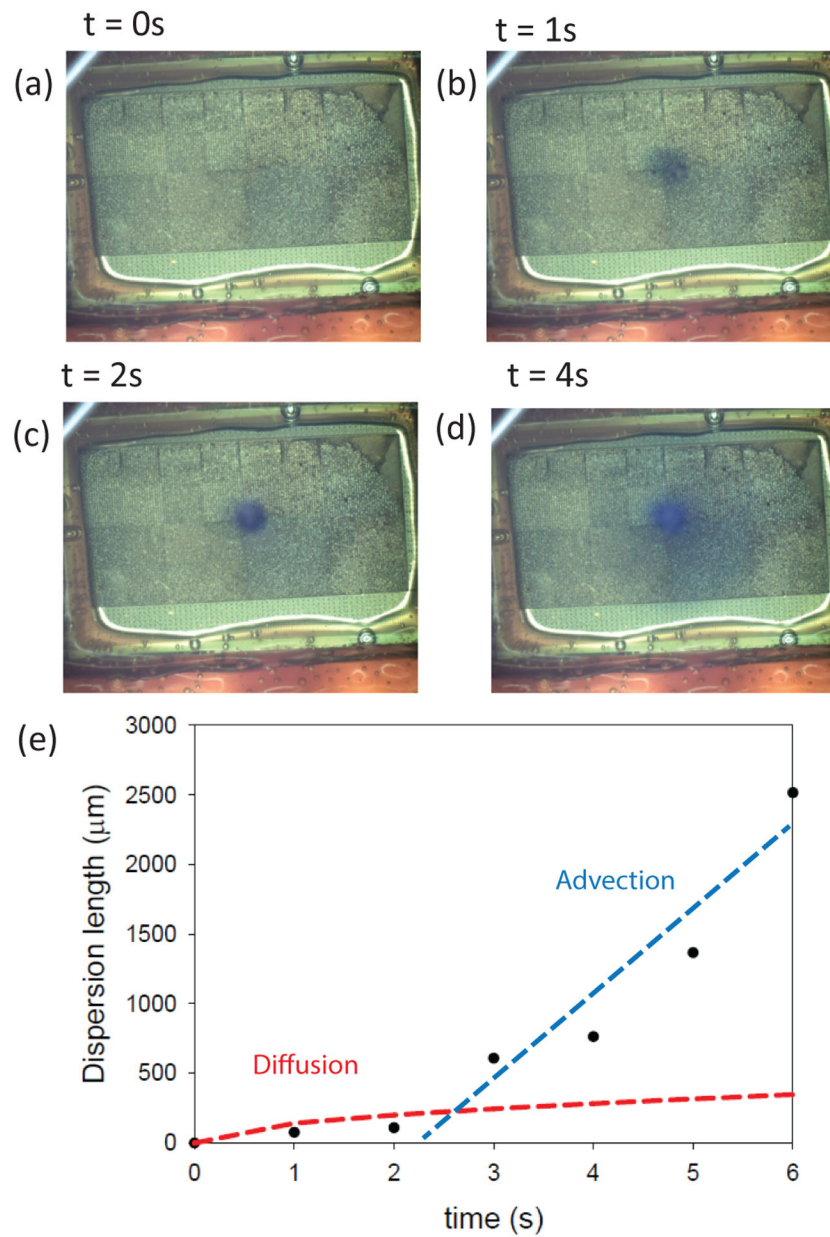 t = 0s
t = 1s
(a)
(b)
t = 2s
t = 4s
(c)
(d)
(e)
3000
2500
2000
1500
1000
500
0
Dispersion length (μm)
Advection
Diffusion
0 1 2 3 4 5 6
time (s)